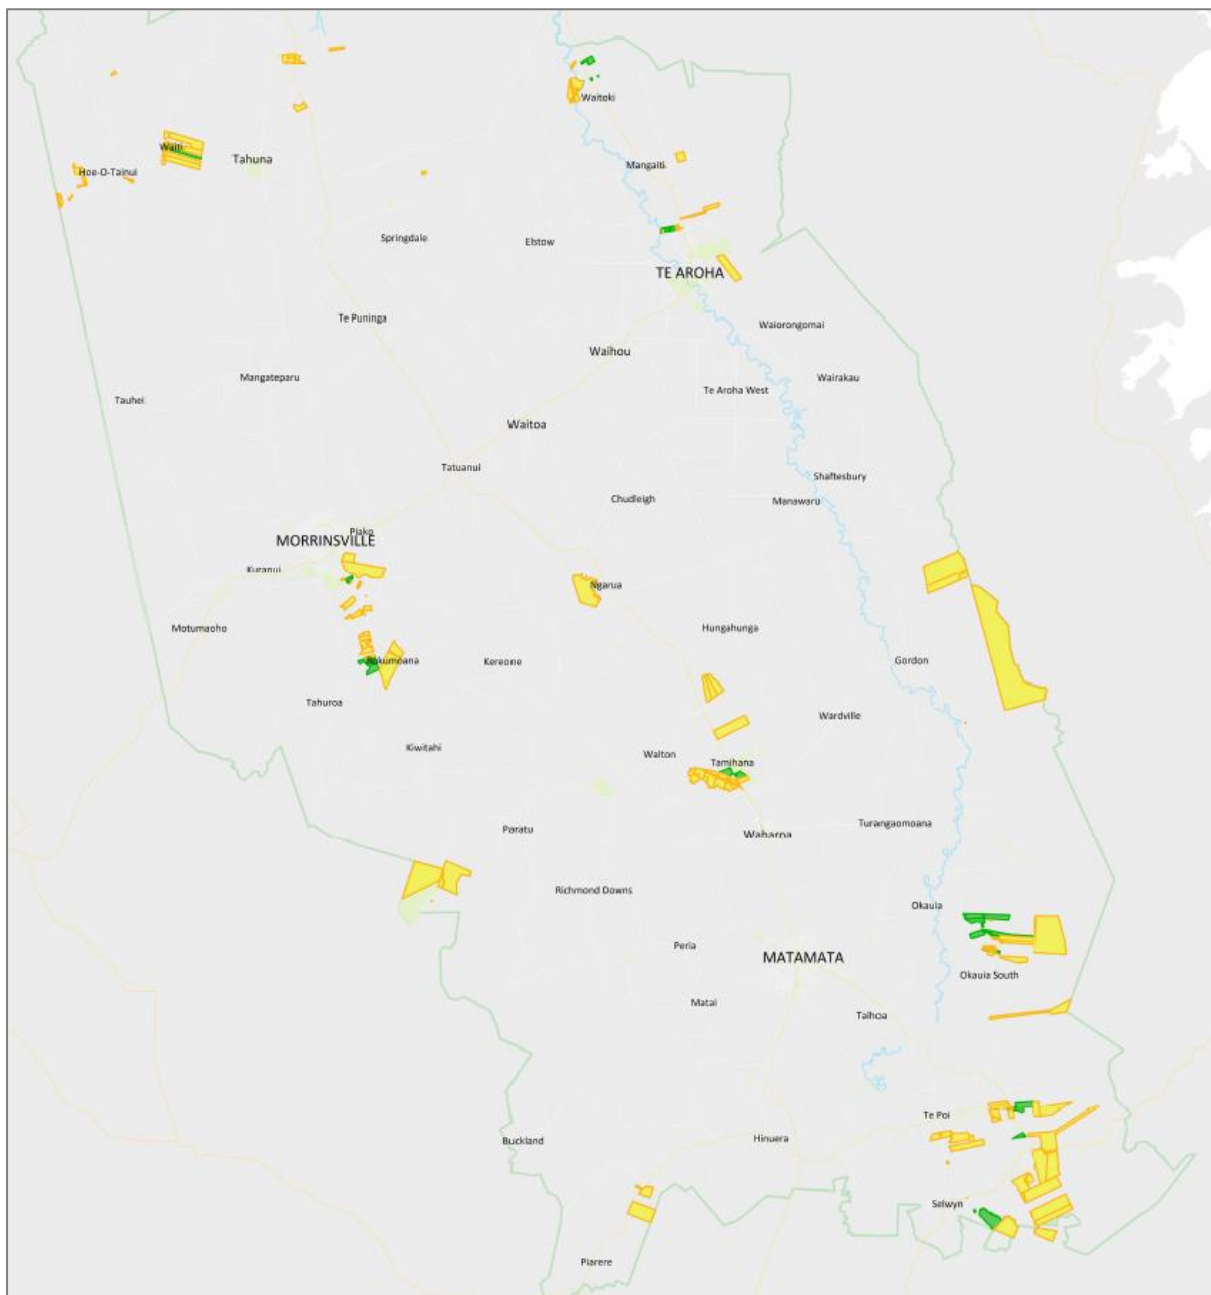 Waitoki
Waiti
Tahuna
Mangaiti
Hoe-O-Tainui
Springdale
Elstow
TE AROHA
Te Puninga
Waiorongomai
Waihou
Mangateparu
Wairakau
Te Aroha West
Tauhei
Waitoa
Tatuanui
Shaftesbury
Chudleigh
Manawaru
Piako
MORRINSVILLE
Kuranui
Ngarua
Motumaoho
Hungahunga
Rukumoana
Kereone
Gordon
Tahuroa
Wardville
Kiwitahi
Walton
Tamihana
Turangaomoana
Paratu
Waharoa
Richmond Downs
Okauia
Peria
MATAMATA
Okauia South
Matai
Taihoa
Te Poi
Buckland
Hinuera
Selwyn
Piarere